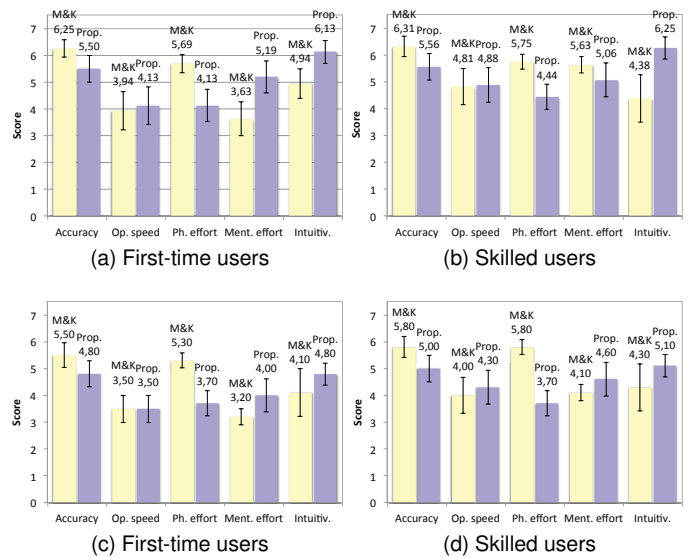 M&K
6,25
Prop.
5,50
M&K
3,94
Prop.
4,13
M&K
5,69
Prop.
4,13
M&K
3,63
Prop.
5,19
M&K
4,94
Prop.
6,13
7
6
5
4
3
2
1
0
Score
Accuracy Op. speed Ph. effort Ment. effort Intuitiv.
(a) First-time users
M&K
6,31
Prop.
5,56
M&K
4,81
Prop.
4,88
M&K
5,75
Prop.
4,44
M&K
5,63
Prop.
5,06
M&K
4,38
Prop.
6,25
7
6
5
4
3
2
1
0
Score
Accuracy Op. speed Ph. effort Ment. effort Intuitiv.
(b) Skilled users
M&K
5,50
Prop.
4,80
M&K
3,50
Prop.
3,50
M&K
5,30
Prop.
3,70
M&K
3,20
Prop.
4,00
M&K
4,10
Prop.
4,80
7
6
5
4
3
2
1
0
Score
Accuracy Op. speed Ph. effort Ment. effort Intuitiv.
(c) First-time users
M&K
5,80
Prop.
5,00
M&K
4,00
Prop.
4,30
M&K
5,80
Prop.
3,70
M&K
4,10
Prop.
4,60
M&K
4,30
Prop.
5,10
7
6
5
4
3
2
1
0
Score
Accuracy Op. speed Ph. effort Ment. effort Intuitiv.
(d) Skilled users